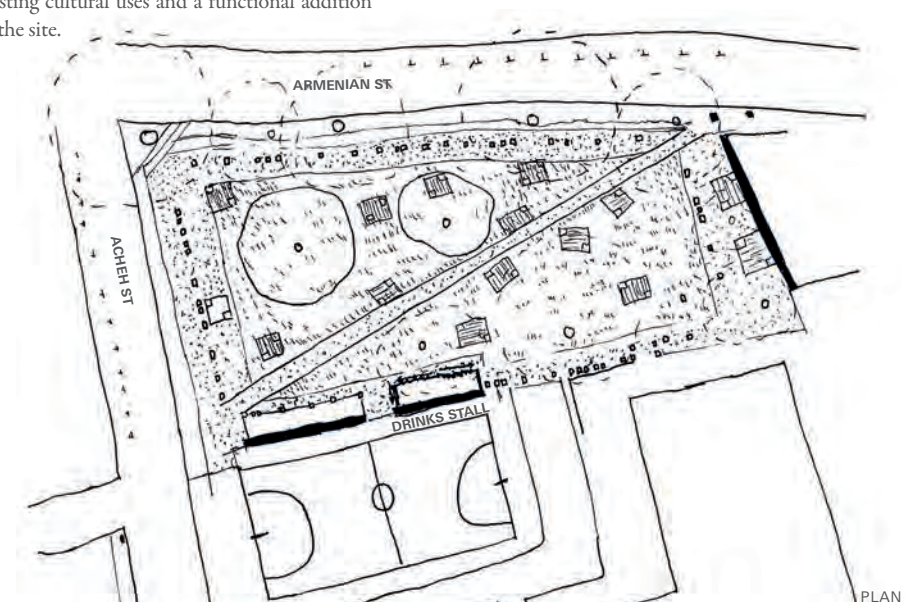 sting cultural uses and a functional addition
the site.
ARMENIAN ST
ACHEH ST
DRINKS STALL
PLAN